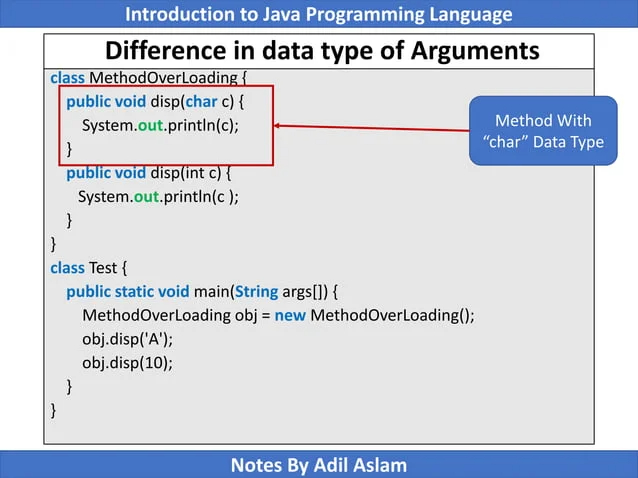 Introduction to Java Programming Language
Difference in data type of Arguments
class MethodOverLoading {
public void disp(char c) {
System.out.println(c);
}
public void disp(int c) {
System.out.println(c );
}
}
class Test {
public static void main(String args[]) {
MethodOverLoading obj = new MethodOverLoading();
obj.disp('A');
obj.disp(10);
}
}
Method With
“char” Data Type
Notes By Adil Aslam